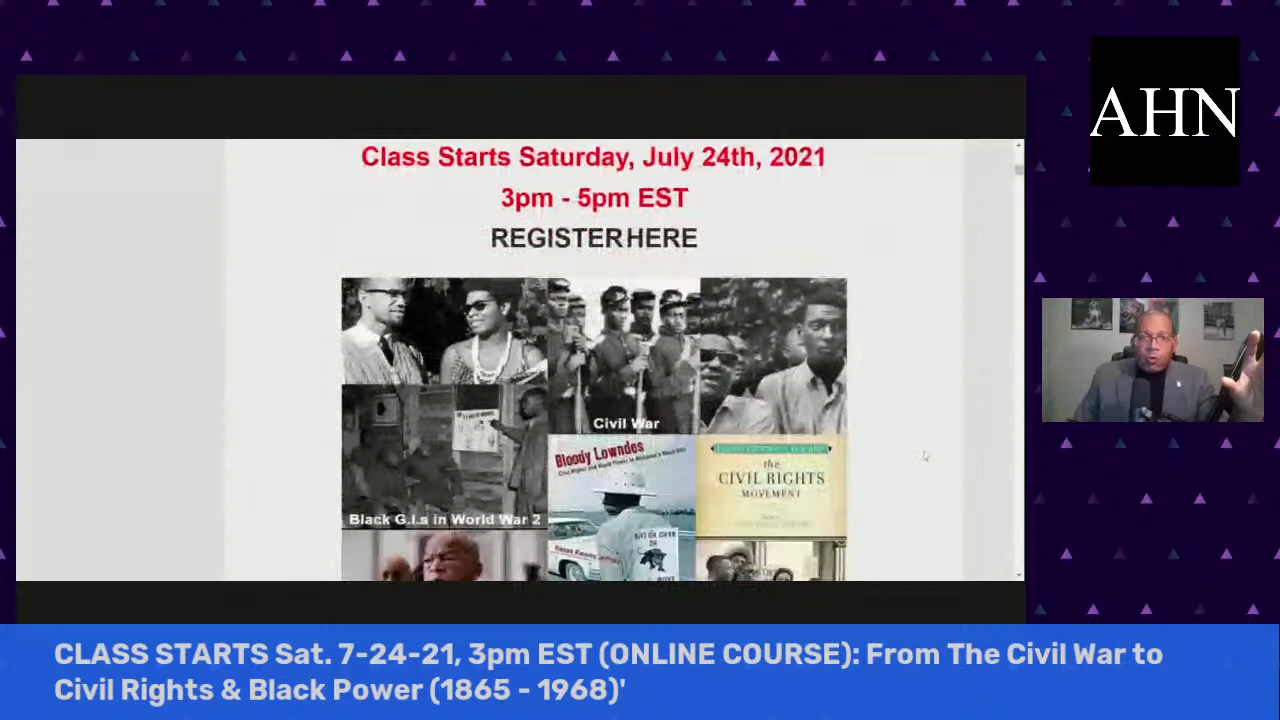 AHN
Class Starts Saturday, July 24th, 2021
3pm - 5pm EST
REGISTER HERE
Civil War
Bloody Lowndes
the
CIVIL RIGHTS
MOVEMENT
Black G.I.s in World War 2
CLASS STARTS Sat. 7-24-21, 3pm EST (ONLINE COURSE): From The Civil War to
Civil Rights & Black Power (1865 - 1968)'